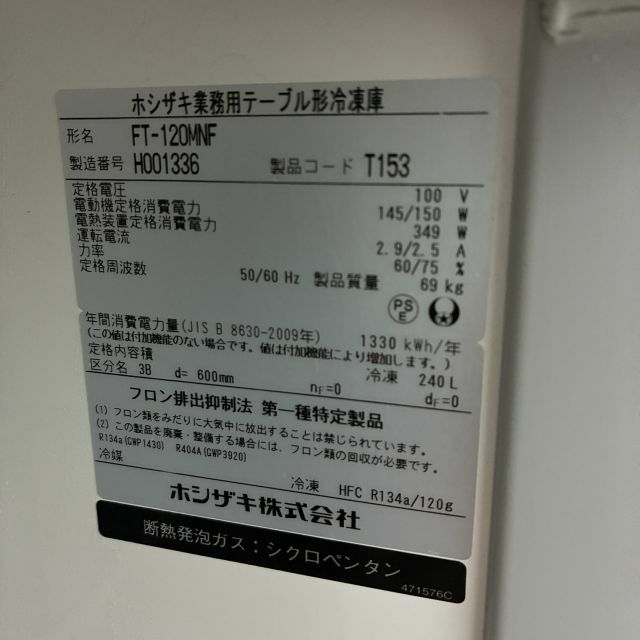 ホシザキ業務用テーブル形冷凍庫
形名 FT-120MNF
製造番号 H001336 製品コード T153
定格電圧 100 V
電動機定格消費電力 145/150 W
電熱装置定格消費電力 349 W
運転電流 2.9/2.5 A
力率 60/75 %
定格周波数 50/60 Hz 製品質量 69 kg
PSE
年間消費電力量(JIS B 8630-2009年) 1330 kWh/年
(この値は付加機能のない場合です。値は付加機能により増加します。)
定格内容積 冷凍 240 L
区分名 3B d= 600mm nF=0 dF=0
フロン排出抑制法 第一種特定製品
(1) フロン類をみだりに大気中に放出することは禁じられています。
(2) この製品を廃棄・整備する場合には、フロン類の回収が必要です。
R134a(GWP1430) R404A(GWP3920)
冷媒 冷凍 HFC R134a/120g
ホシザキ株式会社
断熱発泡ガス:シクロペンタン
471576C